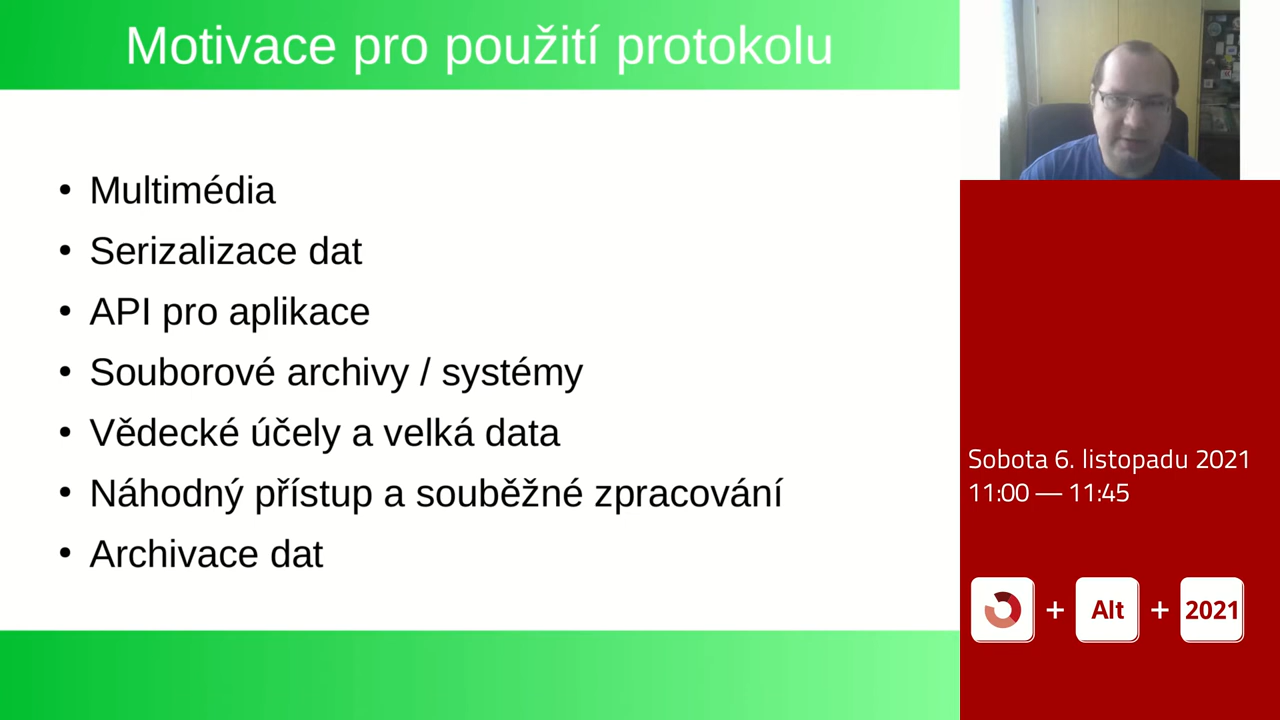 Motivace pro použití protokolu
• Multimédia
• Serizalizace dat
• API pro aplikace
• Souborové archivy / systémy
• Vědecké účely a velká data
• Náhodný přístup a souběžné zpracování
• Archivace dat
Sobota 6. listopadu 2021
11:00 — 11:45
+ Alt + 2021